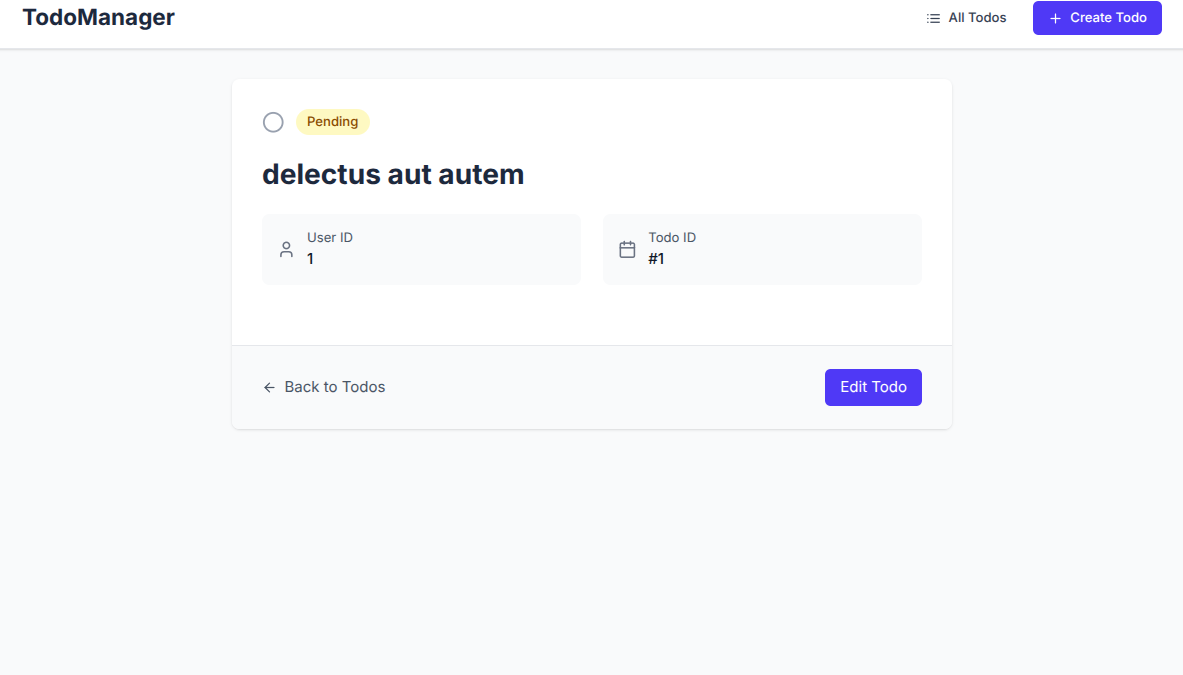 TodoManager
All Todos
Create Todo
Pending
delectus aut autem
User ID
1
Todo ID
#1
Back to Todos
Edit Todo